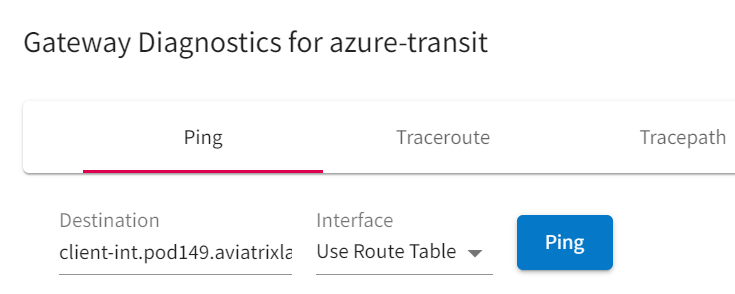 Gateway Diagnostics for azure-transit
Ping Traceroute Tracepath
Destination Interface
client-int.pod149.aviatrixla Use Route Table Ping